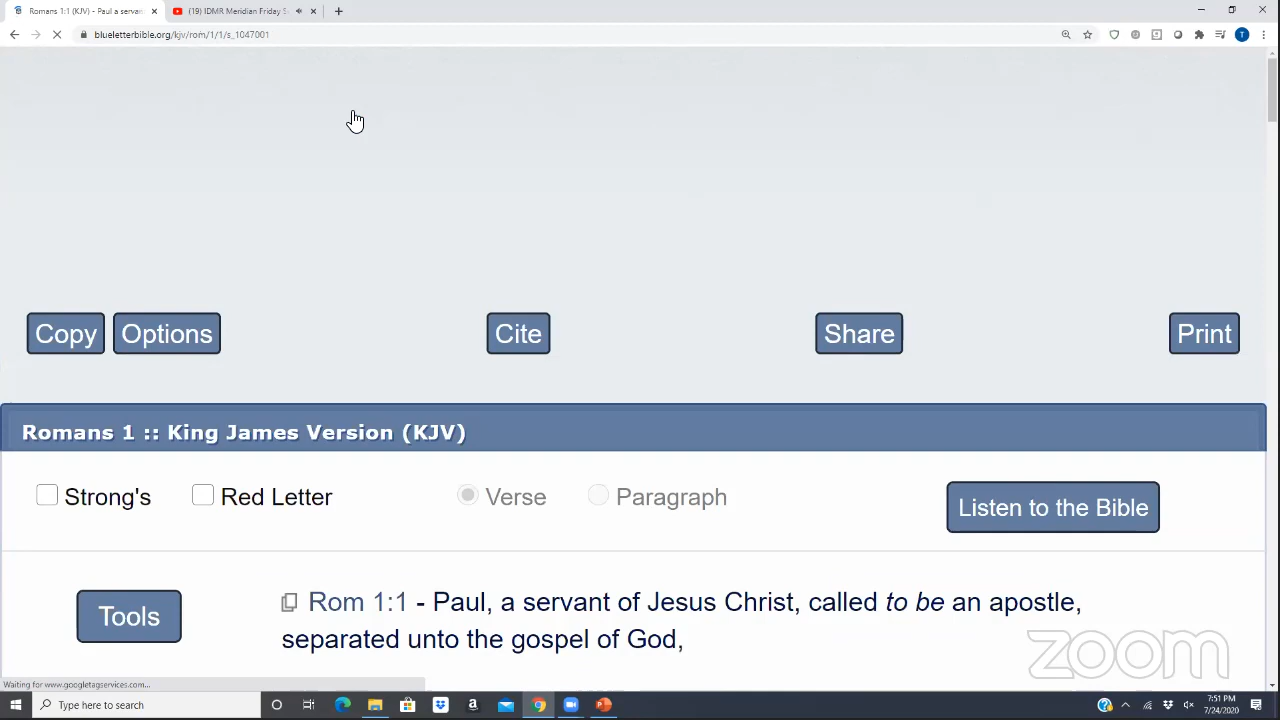 Romans 1:1 (KJV) - Paul a servan
(19) IDMR Meridian Friday S
blueletterbible.org/kjv/rom/1/1/s_1047001
T
Copy
Options
Cite
Share
Print
Romans 1 :: King James Version (KJV)
Strong's
Red Letter
Verse
Paragraph
Listen to the Bible
Tools
Rom 1:1 - Paul, a servant of Jesus Christ, called to be an apostle,
separated unto the gospel of God,
zoom
Waiting for www.googletagservices.com...
Type here to search
7:51 PM
7/24/2020